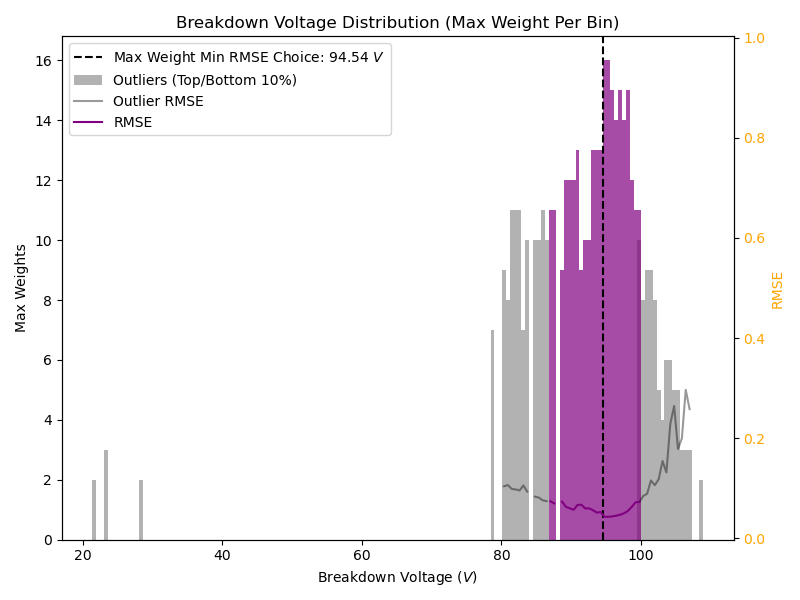 Breakdown Voltage Distribution (Max Weight Per Bin)
Max Weight Min RMSE Choice: 94.54 V
Outliers (Top/Bottom 10%)
Outlier RMSE
RMSE
Max Weights
16
14
12
10
8
6
4
2
0
1.0
0.8
0.6
0.4
0.2
0.0
RMSE
20 40 60 80 100
Breakdown Voltage (V)